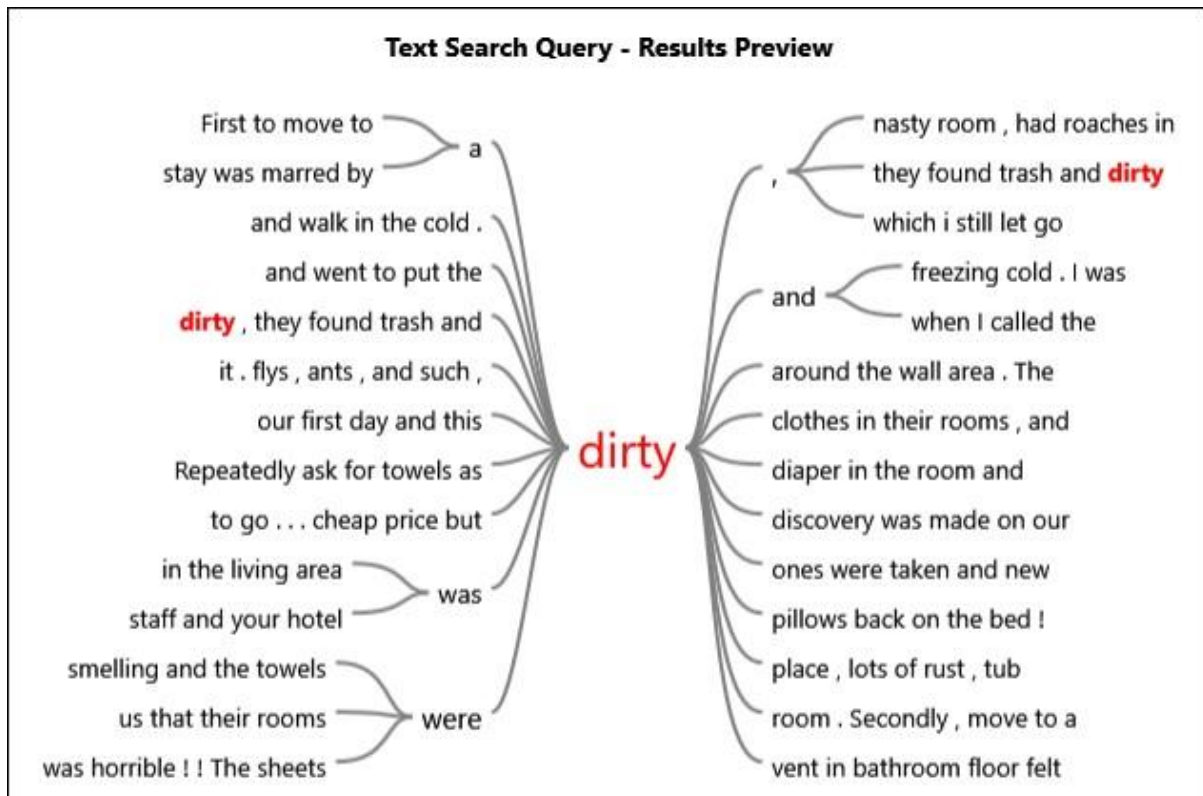 Text Search Query - Results Preview
First to move to
stay was marred by
a
and walk in the cold .
and went to put the
dirty , they found trash and
it . flys , ants , and such ,
our first day and this
Repeatedly ask for towels as
to go . . . cheap price but
in the living area
staff and your hotel
was
smelling and the towels
us that their rooms
was horrible ! ! The sheets
were
dirty
,
nasty room , had roaches in
they found trash and dirty
which i still let go
and
freezing cold . I was
when I called the
around the wall area . The
clothes in their rooms , and
diaper in the room and
discovery was made on our
ones were taken and new
pillows back on the bed !
place , lots of rust , tub
room . Secondly , move to a
vent in bathroom floor felt